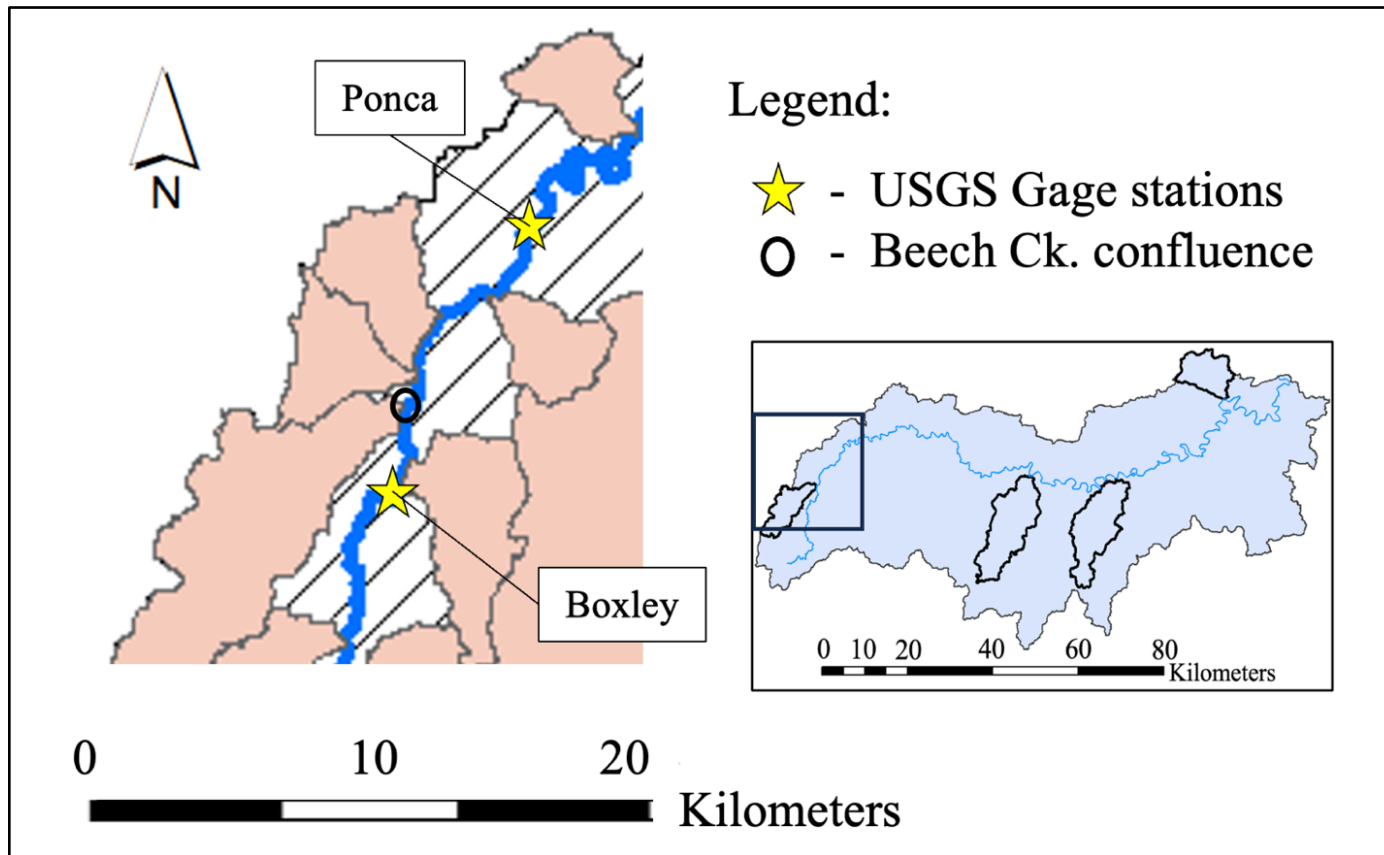 Ponca
N
Boxley
0 10 20
Kilometers
Legend:
- USGS Gage stations
- Beech Ck. confluence
0 10 20 40 60 80
Kilometers